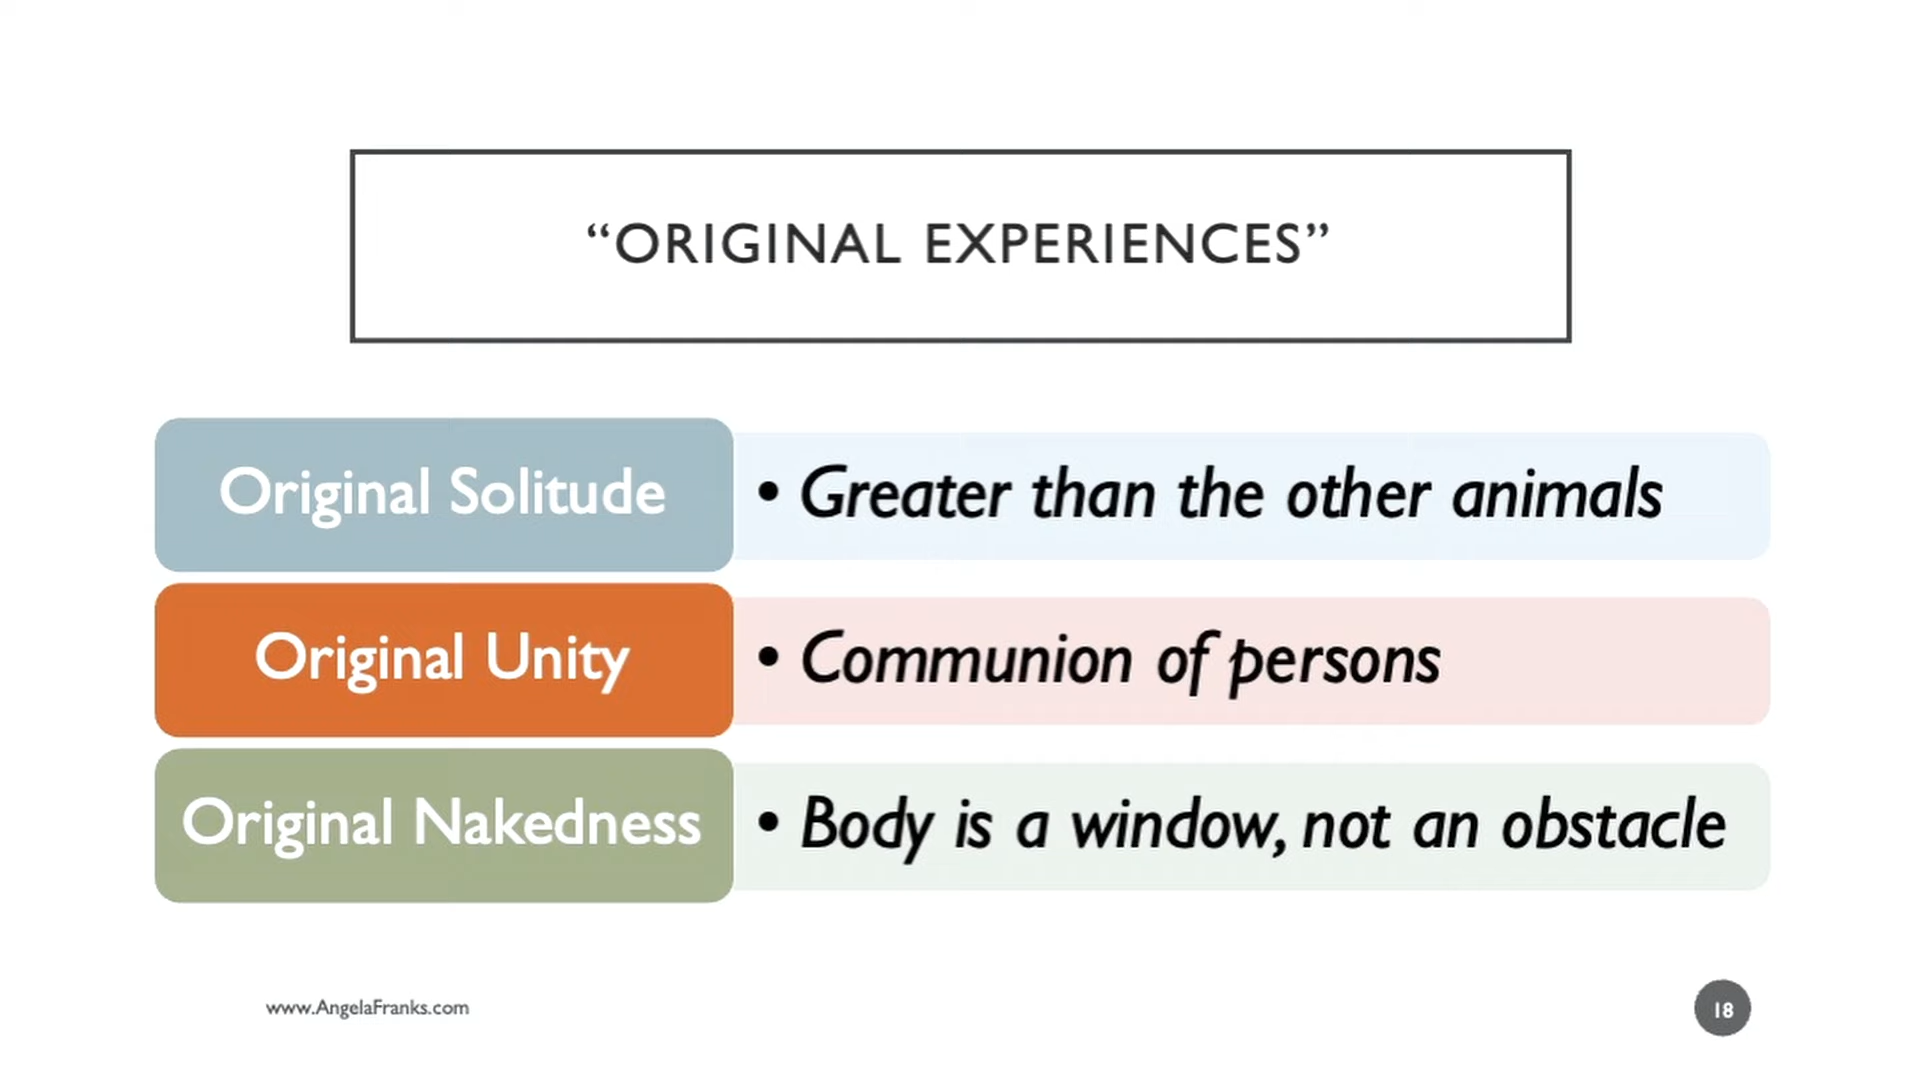 “ORIGINAL EXPERIENCES”
Original Solitude
• Greater than the other animals
Original Unity
• Communion of persons
Original Nakedness
• Body is a window, not an obstacle
www.AngelaFranks.com
18